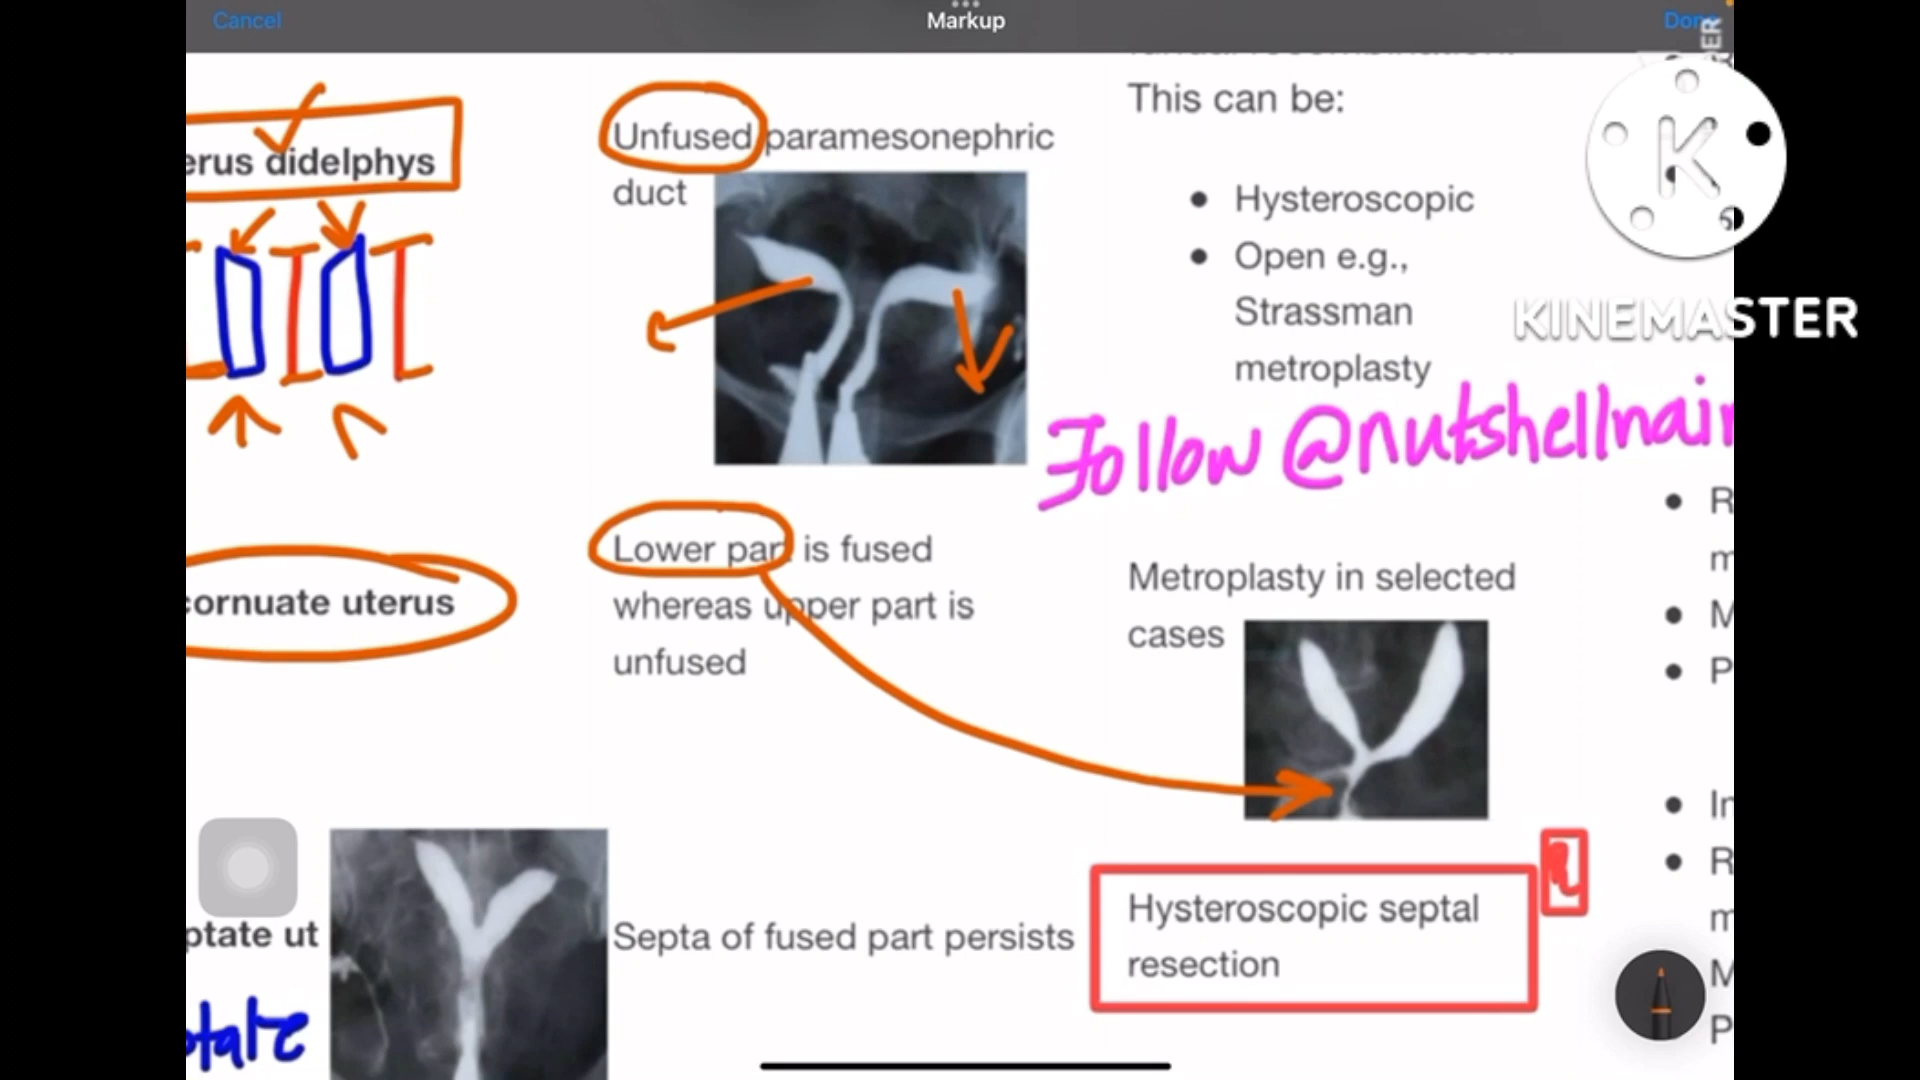 Cancel
Markup
This can be:
erus didelphys
Unfused paramesonephric
duct
Hysteroscopic
Open e.g.,
Strassman
metroplasty
KINEMASTER
Follow @nutshellnair
cornuate uterus
Lower part is fused
whereas upper part is
unfused
Metroplasty in selected
cases
ptate ut
Septa of fused part persists
Hysteroscopic septal
resection
otate